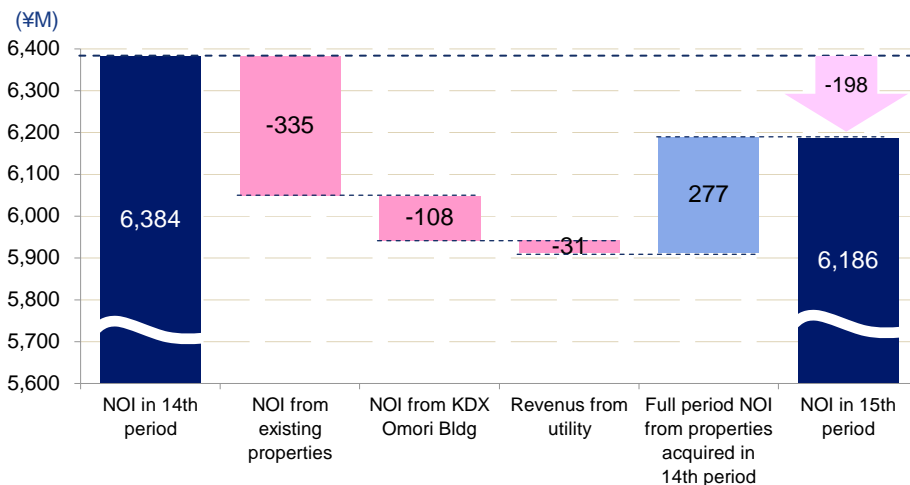 (¥M)
6,400
6,300
6,200
6,100
6,000
5,900
5,800
5,700
5,600
6,384
-335
-108
-31
277
-198
6,186
NOI in 14th
period
NOI from
existing
properties
NOI from KDX
Omori Bldg
Revenus from
utility
Full period NOI
from properties
acquired in
14th period
NOI in 15th
period